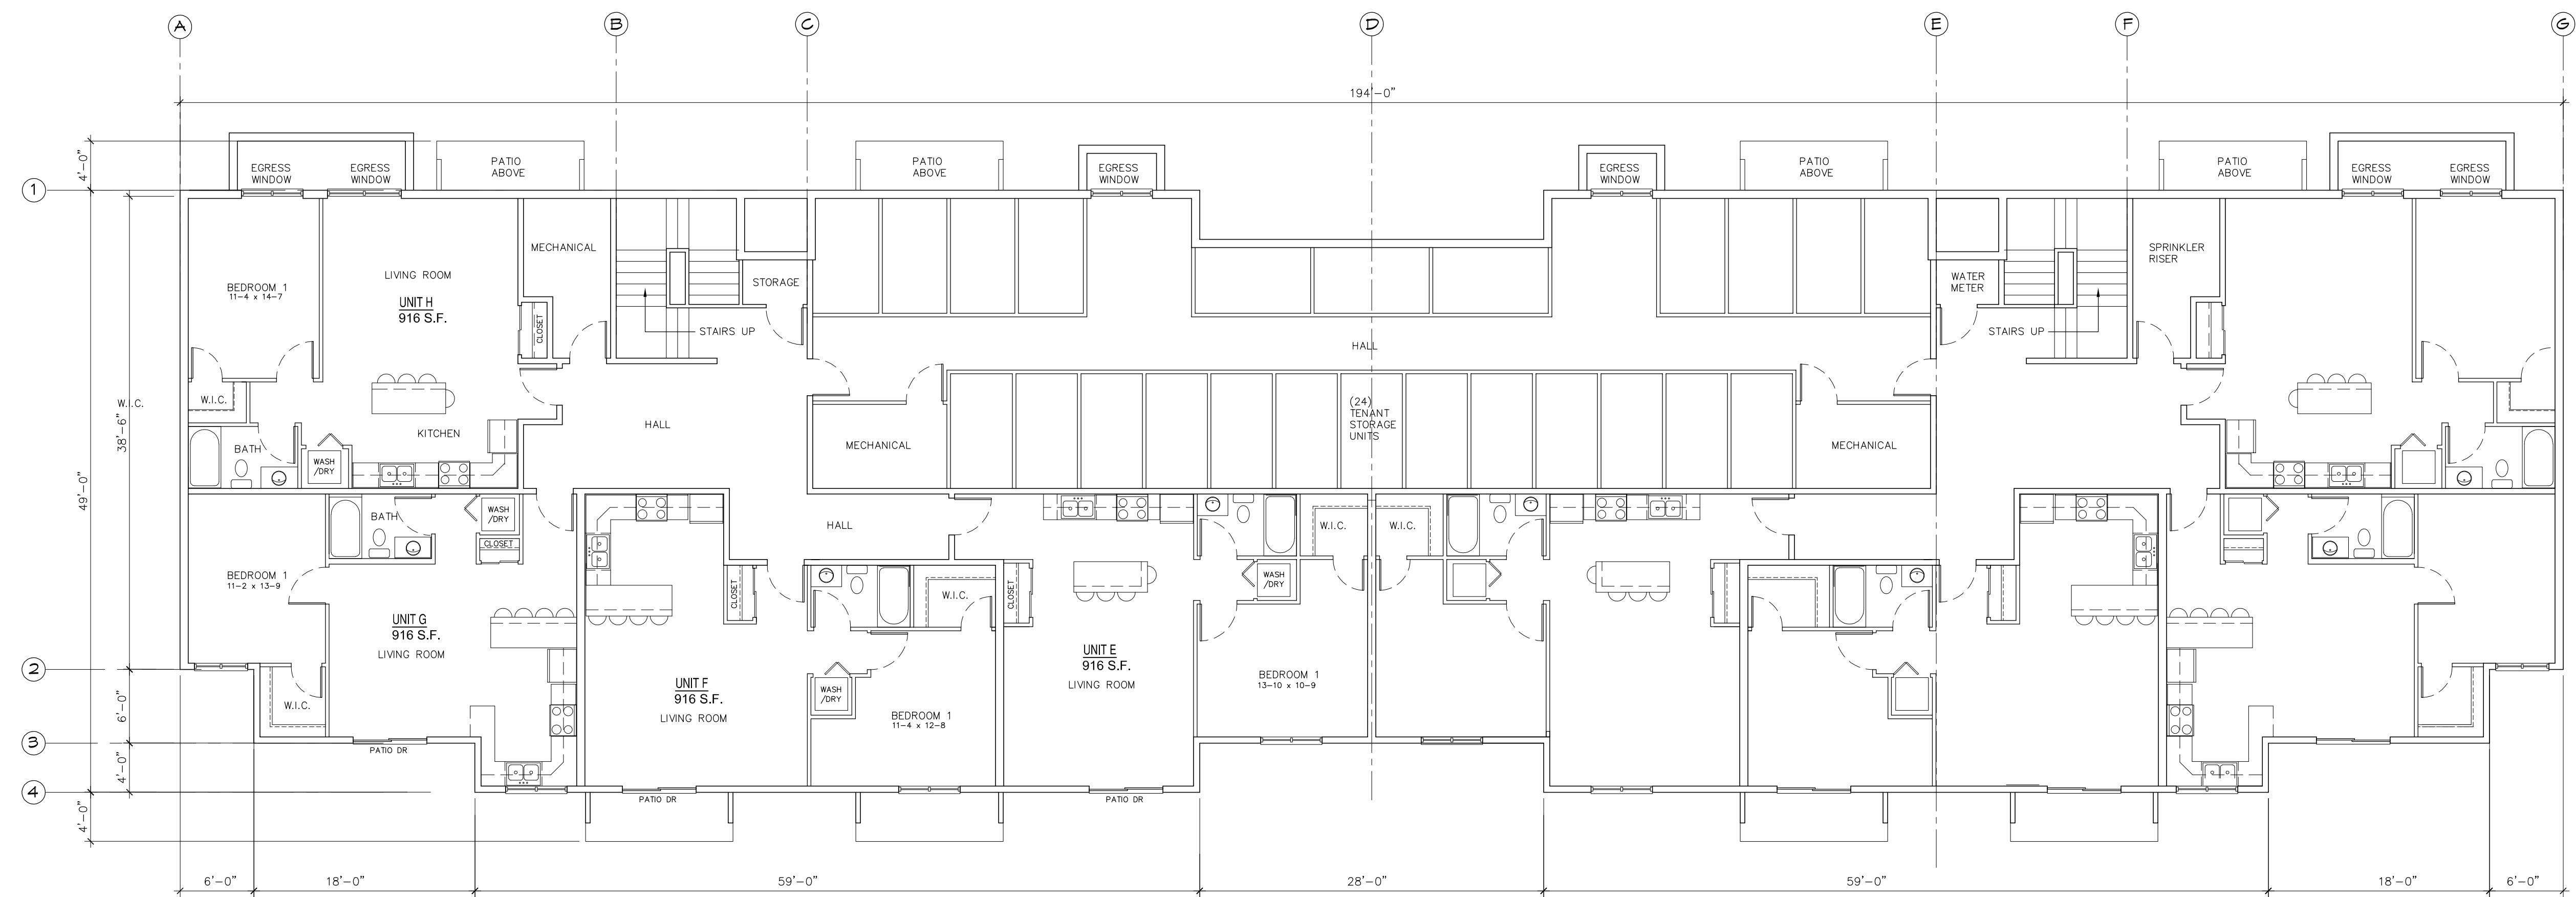 A
B
C
D
E
F
G
194'-0"
4'-0"
EGRESS
WINDOW
EGRESS
WINDOW
PATIO
ABOVE
PATIO
ABOVE
EGRESS
WINDOW
EGRESS
WINDOW
PATIO
ABOVE
PATIO
ABOVE
EGRESS
WINDOW
EGRESS
WINDOW
1
MECHANICAL
LIVING ROOM
UNIT H
916 S.F.
BEDROOM 1
11-4 x 14-7
CLOSET
STORAGE
STAIRS UP
WATER
METER
SPRINKLER
RISER
STAIRS UP
HALL
W.I.C.
W.I.C.
38'-6"
49'-0"
KITCHEN
BATH
WASH
/DRY
HALL
MECHANICAL
(24)
TENANT
STORAGE
UNITS
MECHANICAL
BATH
WASH
/DRY
CLOSET
HALL
W.I.C.
W.I.C.
BEDROOM 1
11-2 x 13-9
CLOSET
W.I.C.
CLOSET
WASH
/DRY
UNIT G
916 S.F.
LIVING ROOM
UNIT E
916 S.F.
LIVING ROOM
2
UNIT F
916 S.F.
LIVING ROOM
WASH
/DRY
BEDROOM 1
11-4 x 12-8
BEDROOM 1
13-10 x 10-9
W.I.C.
6'-0"
3
PATIO DR
4'-0"
4
PATIO DR
PATIO DR
4'-0"
6'-0"
18'-0"
59'-0"
28'-0"
59'-0"
18'-0"
6'-0"